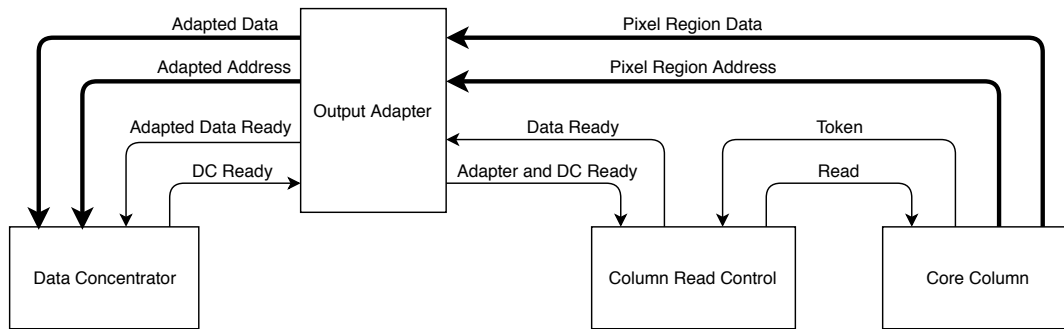 Adapted Data
Pixel Region Data
Adapted Address
Pixel Region Address
Output Adapter
Adapted Data Ready
Data Ready
Token
DC Ready
Adapter and DC Ready
Read
Data Concentrator
Column Read Control
Core Column